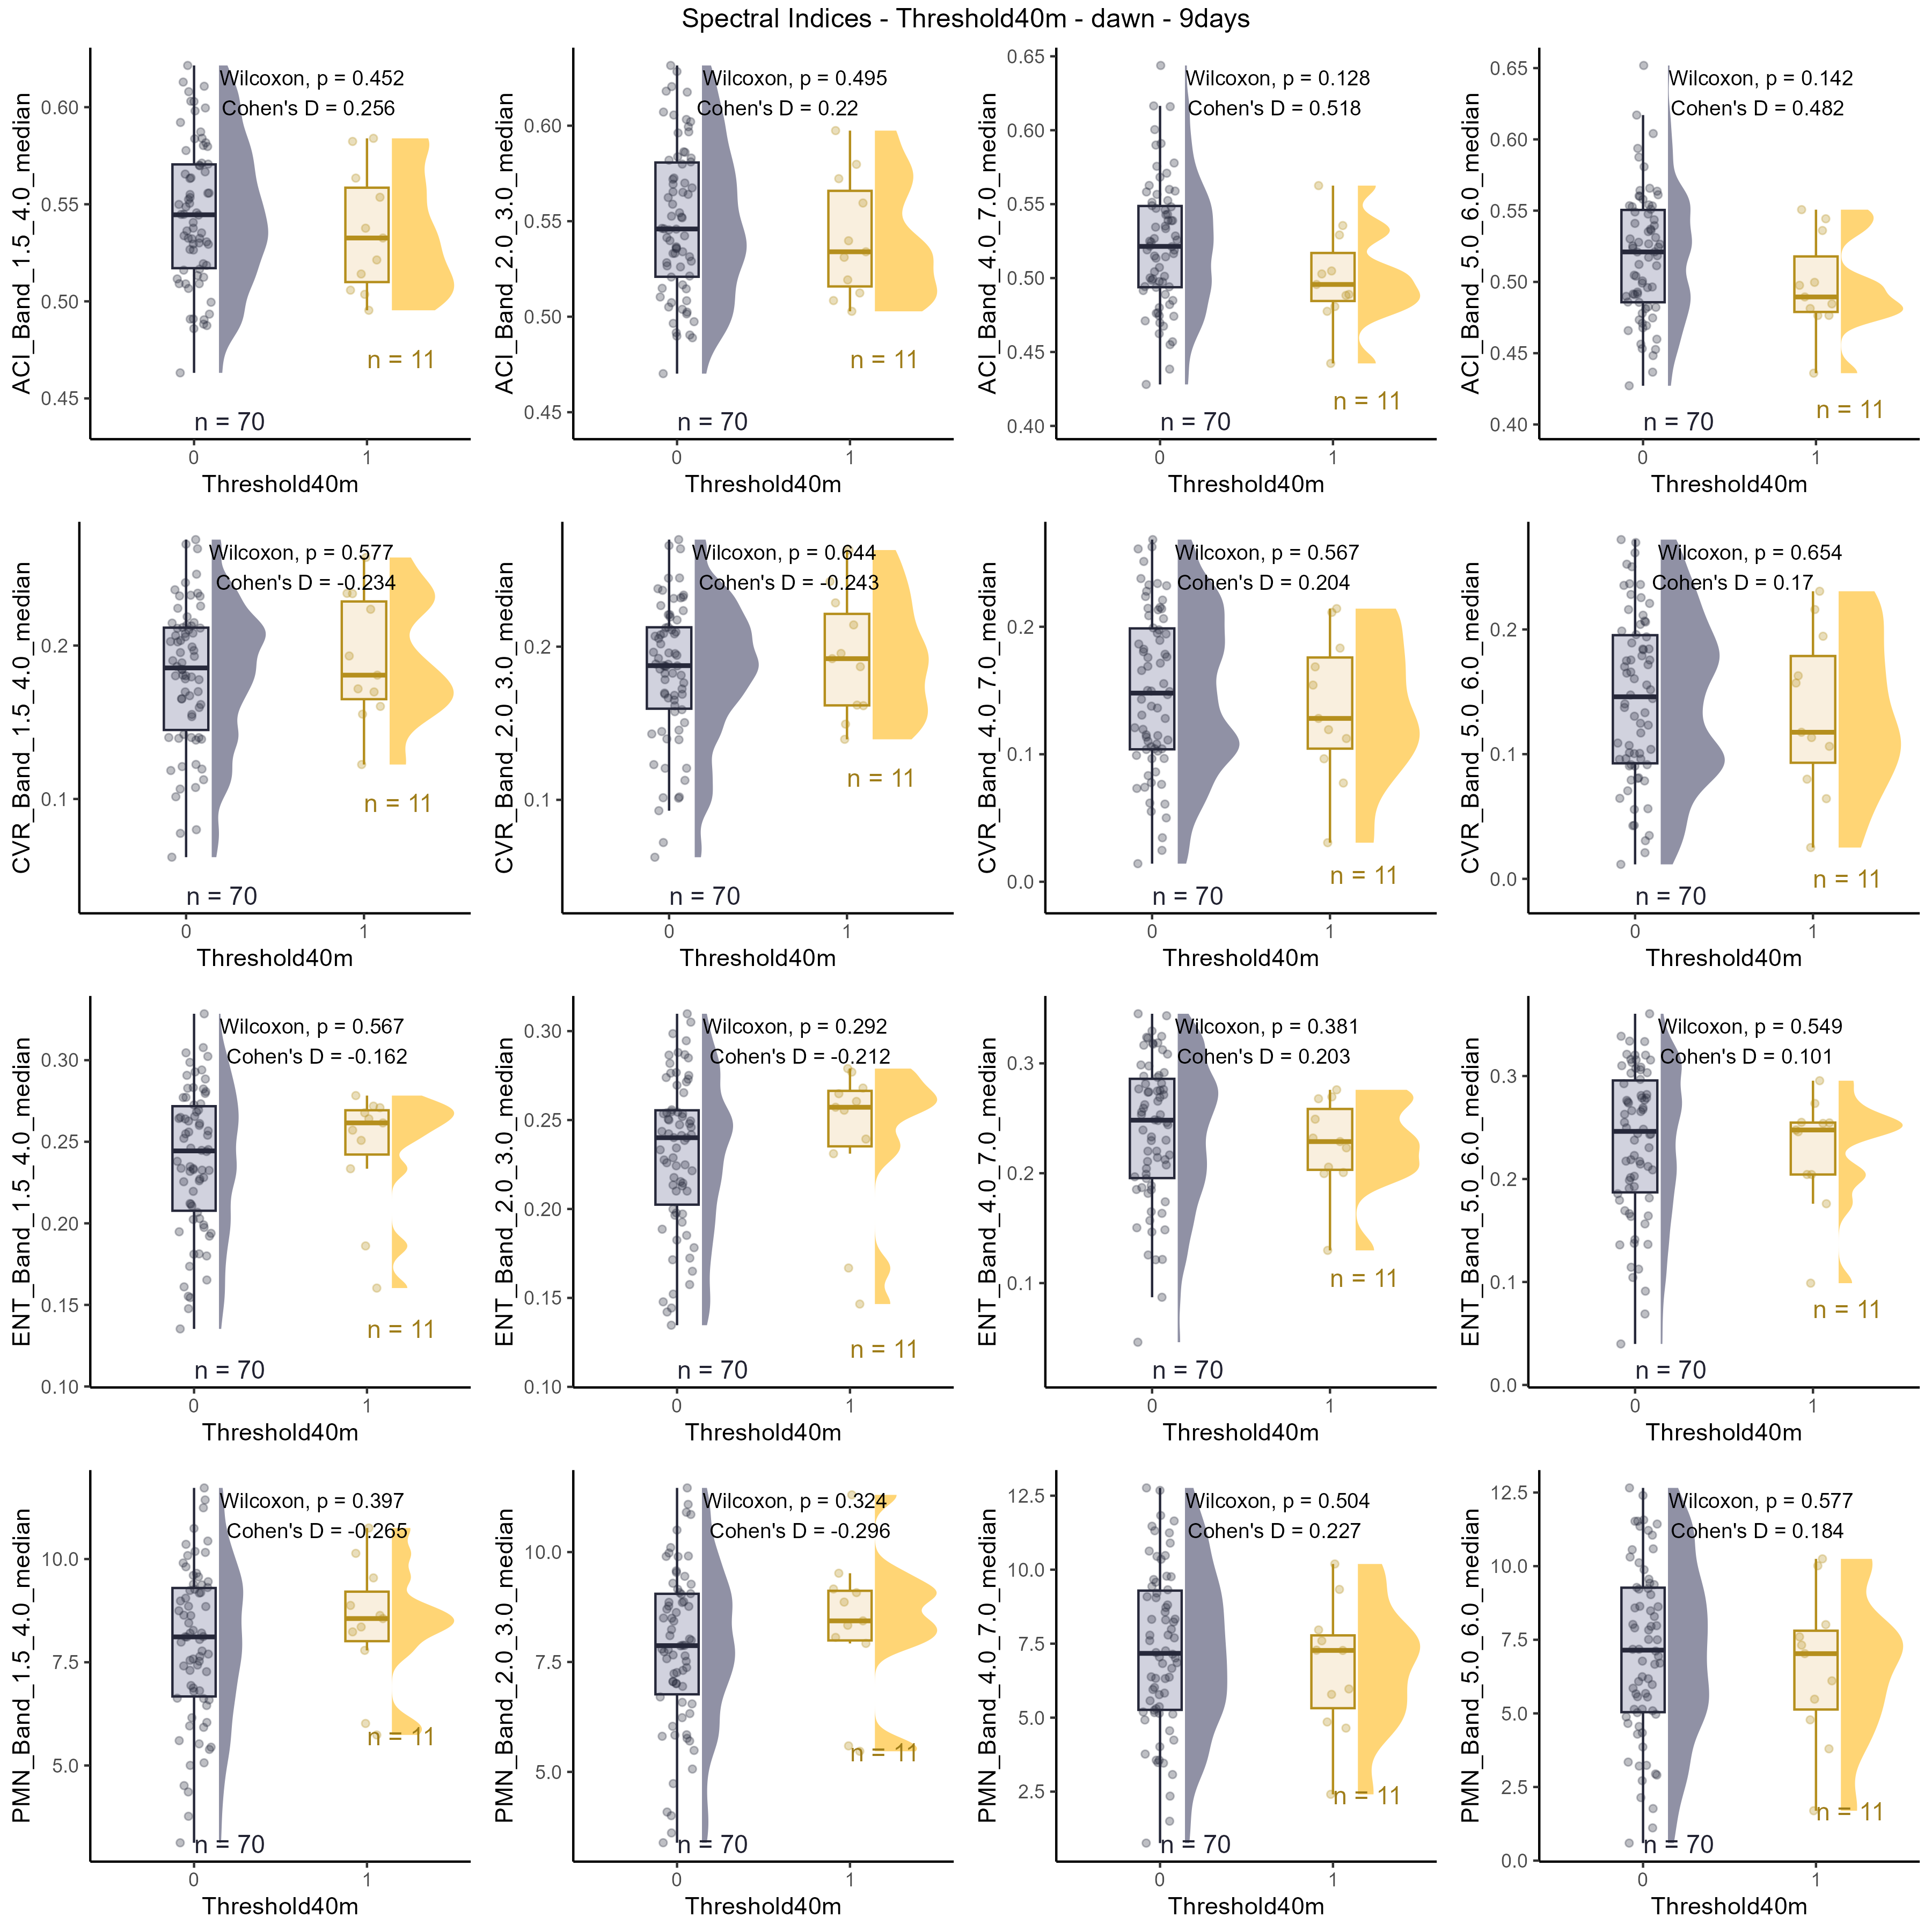 Spectral Indices - Threshold40m - dawn - 9days
ACI_Band_1.5_4.0_median
0.60
0.55
0.50
0.45
Wilcoxon, p = 0.452
Cohen's D = 0.256
n = 11
n = 70
0
1
Threshold40m
ACI_Band_2.0_3.0_median
0.60
0.55
0.50
0.45
Wilcoxon, p = 0.495
Cohen's D = 0.22
n = 11
n = 70
0
1
Threshold40m
ACI_Band_4.0_7.0_median
0.65
0.60
0.55
0.50
0.45
0.40
Wilcoxon, p = 0.128
Cohen's D = 0.518
n = 11
n = 70
0
1
Threshold40m
ACI_Band_5.0_6.0_median
0.65
0.60
0.55
0.50
0.45
0.40
Wilcoxon, p = 0.142
Cohen's D = 0.482
n = 11
n = 70
0
1
Threshold40m
CVR_Band_1.5_4.0_median
0.2
0.1
Wilcoxon, p = 0.577
Cohen's D = -0.234
n = 11
n = 70
0
1
Threshold40m
CVR_Band_2.0_3.0_median
0.2
0.1
Wilcoxon, p = 0.644
Cohen's D = -0.243
n = 11
n = 70
0
1
Threshold40m
CVR_Band_4.0_7.0_median
0.2
0.1
0.0
Wilcoxon, p = 0.567
Cohen's D = 0.204
n = 11
n = 70
0
1
Threshold40m
CVR_Band_5.0_6.0_median
0.2
0.1
0.0
Wilcoxon, p = 0.654
Cohen's D = 0.17
n = 11
n = 70
0
1
Threshold40m
ENT_Band_1.5_4.0_median
0.30
0.25
0.20
0.15
0.10
Wilcoxon, p = 0.567
Cohen's D = -0.162
n = 11
n = 70
0
1
Threshold40m
ENT_Band_2.0_3.0_median
0.30
0.25
0.20
0.15
0.10
Wilcoxon, p = 0.292
Cohen's D = -0.212
n = 11
n = 70
0
1
Threshold40m
ENT_Band_4.0_7.0_median
0.3
0.2
0.1
Wilcoxon, p = 0.381
Cohen's D = 0.203
n = 11
n = 70
0
1
Threshold40m
ENT_Band_5.0_6.0_median
0.3
0.2
0.1
0.0
Wilcoxon, p = 0.549
Cohen's D = 0.101
n = 11
n = 70
0
1
Threshold40m
PMN_Band_1.5_4.0_median
10.0
7.5
5.0
Wilcoxon, p = 0.397
Cohen's D = -0.265
n = 11
n = 70
0
1
Threshold40m
PMN_Band_2.0_3.0_median
10.0
7.5
5.0
Wilcoxon, p = 0.324
Cohen's D = -0.296
n = 11
n = 70
0
1
Threshold40m
PMN_Band_4.0_7.0_median
12.5
10.0
7.5
5.0
2.5
Wilcoxon, p = 0.504
Cohen's D = 0.227
n = 11
n = 70
0
1
Threshold40m
PMN_Band_5.0_6.0_median
12.5
10.0
7.5
5.0
2.5
0.0
Wilcoxon, p = 0.577
Cohen's D = 0.184
n = 11
n = 70
0
1
Threshold40m